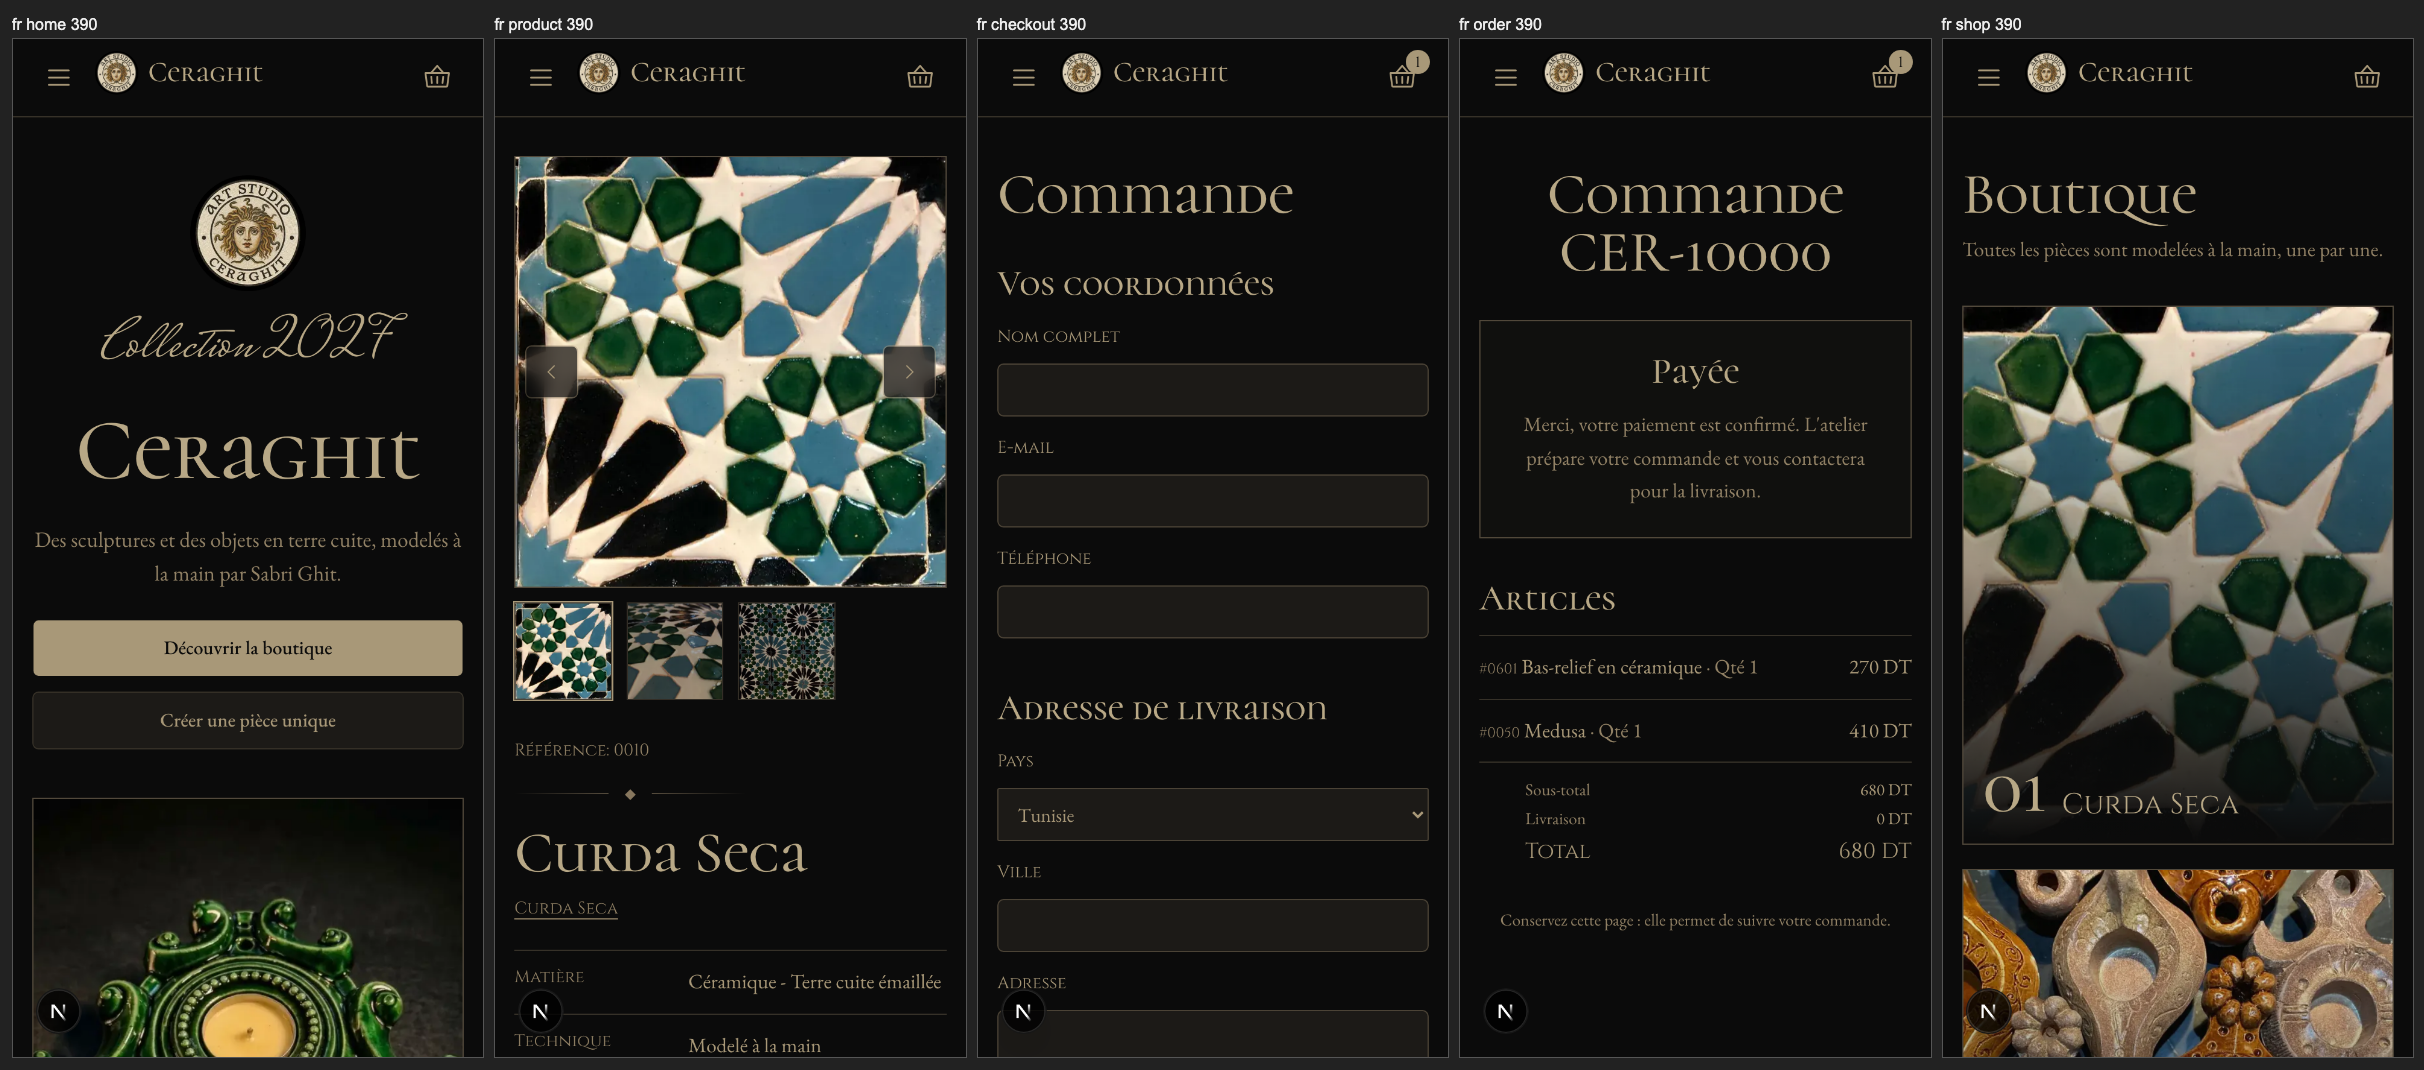 fr home 390
Ceraghit
ART STUDIO
CERAGHIT
Collection 2027
Ceraghit
Des sculptures et des objets en terre cuite, modelés à
la main par Sabri Ghit.
Découvrir la boutique
Créer une pièce unique
N
fr product 390
Ceraghit
Référence: 0010
Curda Seca
Curda Seca
Matière
Céramique - Terre cuite émaillée
Technique
Modelé à la main
N
fr checkout 390
Ceraghit
1
Commande
Vos coordonnées
Nom complet
E-mail
Téléphone
Adresse de livraison
Pays
Tunisie
Ville
Adresse
N
fr order 390
Ceraghit
1
Commande
CER-10000
Payée
Merci, votre paiement est confirmé. L'atelier
prépare votre commande et vous contactera
pour la livraison.
Articles
#0601 Bas-relief en céramique · Qté 1 270 DT
#0050 Medusa · Qté 1 410 DT
Sous-total 680 DT
Livraison 0 DT
Total 680 DT
Conservez cette page : elle permet de suivre votre commande.
N
fr shop 390
Ceraghit
Boutique
Toutes les pièces sont modelées à la main, une par une.
01 Curda Seca
N